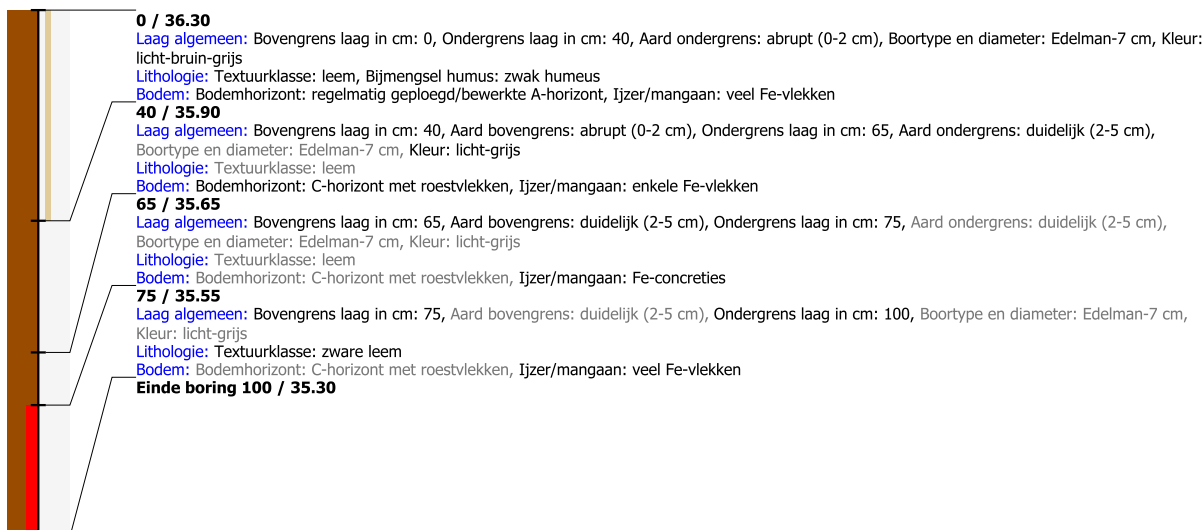 0 / 36.30
Laag algemeen: Bovengrens laag in cm: 0, Ondergrens laag in cm: 40, Aard ondergrens: abrupt (0-2 cm), Boortype en diameter: Edelman-7 cm, Kleur:
licht-bruin-grijs
Lithologie: Textuurklasse: leem, Bijmengsel humus: zwak humeus
Bodem: Bodemhorizont: regelmatig geploegd/bewerkte A-horizont, Ijzer/mangaan: veel Fe-vlekken
40 / 35.90
Laag algemeen: Bovengrens laag in cm: 40, Aard bovengrens: abrupt (0-2 cm), Ondergrens laag in cm: 65, Aard ondergrens: duidelijk (2-5 cm),
Boortype en diameter: Edelman-7 cm, Kleur: licht-grijs
Lithologie: Textuurklasse: leem
Bodem: Bodemhorizont: C-horizont met roestvlekken, Ijzer/mangaan: enkele Fe-vlekken
65 / 35.65
Laag algemeen: Bovengrens laag in cm: 65, Aard bovengrens: duidelijk (2-5 cm), Ondergrens laag in cm: 75, Aard ondergrens: duidelijk (2-5 cm),
Boortype en diameter: Edelman-7 cm, Kleur: licht-grijs
Lithologie: Textuurklasse: leem
Bodem: Bodemhorizont: C-horizont met roestvlekken, Ijzer/mangaan: Fe-concreties
75 / 35.55
Laag algemeen: Bovengrens laag in cm: 75, Aard bovengrens: duidelijk (2-5 cm), Ondergrens laag in cm: 100, Boortype en diameter: Edelman-7 cm,
Kleur: licht-grijs
Lithologie: Textuurklasse: zware leem
Bodem: Bodemhorizont: C-horizont met roestvlekken, Ijzer/mangaan: veel Fe-vlekken
Einde boring 100 / 35.30